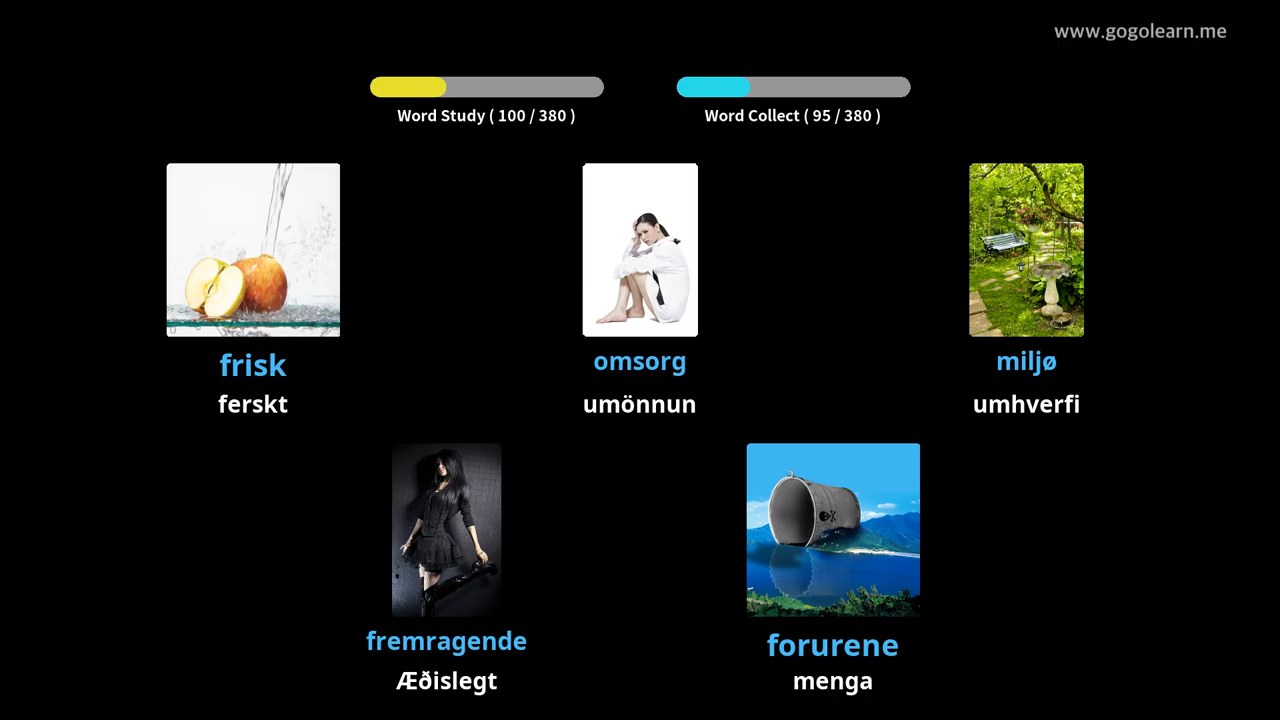 www.gogolearn.me
Word Study ( 100 / 380 )
Word Collect ( 95 / 380 )
frisk
ferskt
omsorg
umönnun
miljø
umhverfi
fremragende
Æðislegt
forurene
menga